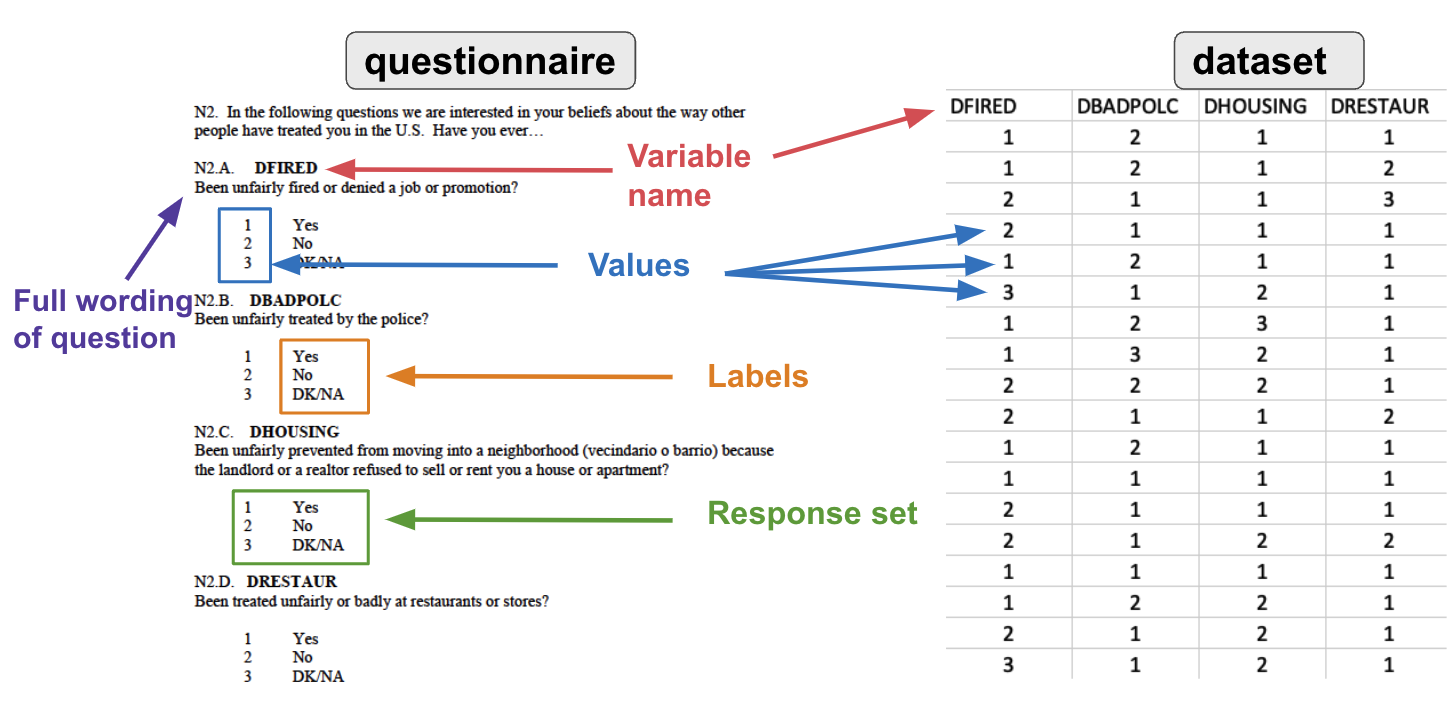 questionnaire
N2. In the following questions we are interested in your beliefs about the way other
people have treated you in the U.S. Have you ever…
N2.A. DFIRED
Been unfairly fired or denied a job or promotion?
1 Yes
2 No
3 DK/NA
N2.B. DBADPOLC
Been unfairly treated by the police?
1 Yes
2 No
3 DK/NA
N2.C. DHOUSING
Been unfairly prevented from moving into a neighborhood (vecindario o barrio) because
the landlord or a realtor refused to sell or rent you a house or apartment?
1 Yes
2 No
3 DK/NA
N2.D. DRESTAUR
Been treated unfairly or badly at restaurants or stores?
1 Yes
2 No
3 DK/NA
Full wording
of question
Variable
name
Values
Labels
Response set
dataset
DFIRED DBADPOLC DHOUSING DRESTAUR
1 2 1 1
1 2 1 2
2 1 1 3
2 1 1 1
1 2 1 1
3 1 2 1
1 2 3 1
1 3 2 1
2 2 2 1
2 1 1 2
1 2 1 1
1 1 1 1
2 1 1 1
2 1 2 2
1 1 1 1
1 2 2 1
2 1 2 1
3 1 2 1